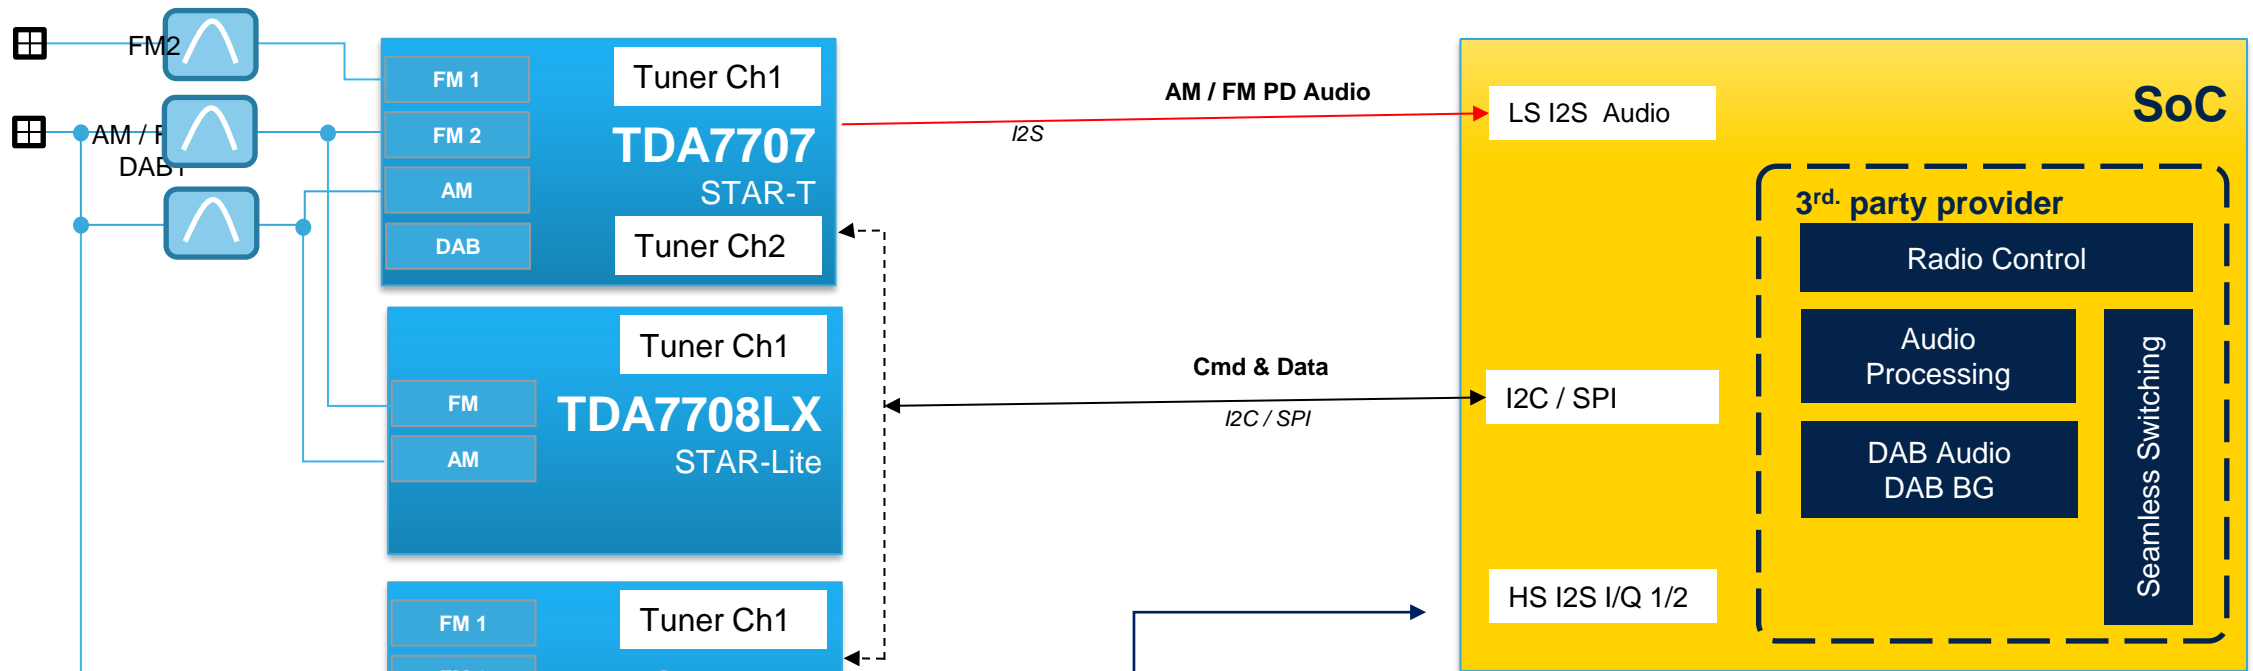 FM2
AM / F
DAB1
FM 1
FM 2
AM
DAB
Tuner Ch1
TDA7707
STAR-T
Tuner Ch2
FM
AM
Tuner Ch1
TDA7708LX
STAR-Lite
FM 1
Tuner Ch1
AM / FM PD Audio
I2S
Cmd & Data
I2C / SPI
SoC
LS I2S Audio
I2C / SPI
HS I2S I/Q 1/2
3rd. party provider
Radio Control
Audio
Processing
DAB Audio
DAB BG
Seamless Switching